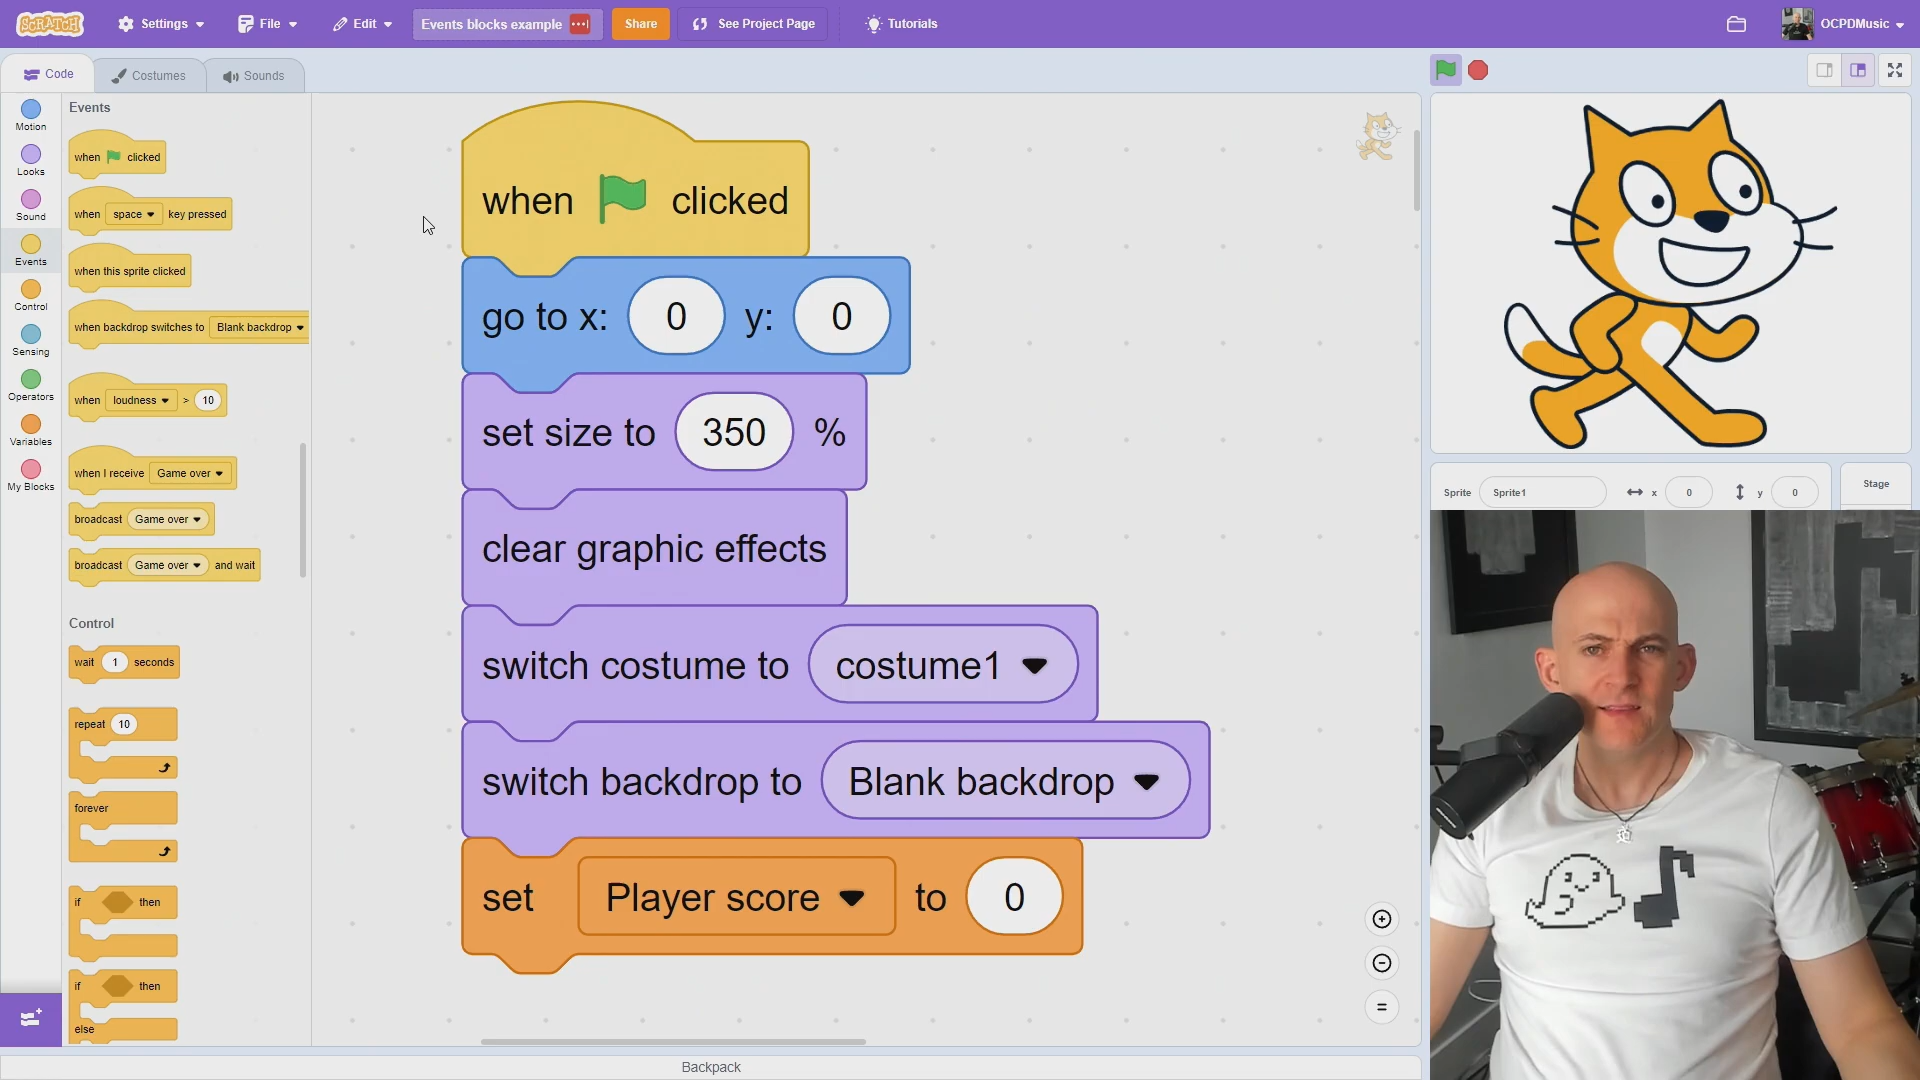 SCRATCH
Settings
File
Edit
Events blocks example
Share
See Project Page
Tutorials
OCPDMusic
Code
Costumes
Sounds
Motion
Looks
Sound
Events
Control
Sensing
Operators
Variables
My Blocks
Events
when clicked
when space key pressed
when this sprite clicked
when backdrop switches to Blank backdrop
when loudness > 10
when I receive Game over
broadcast Game over
broadcast Game over and wait
Control
wait 1 seconds
repeat 10
forever
if then
if then
else
when clicked
go to x: 0 y: 0
set size to 350 %
clear graphic effects
switch costume to costume1
switch backdrop to Blank backdrop
set Player score to 0
Backpack
Sprite Sprite1 x 0 y 0
Stage